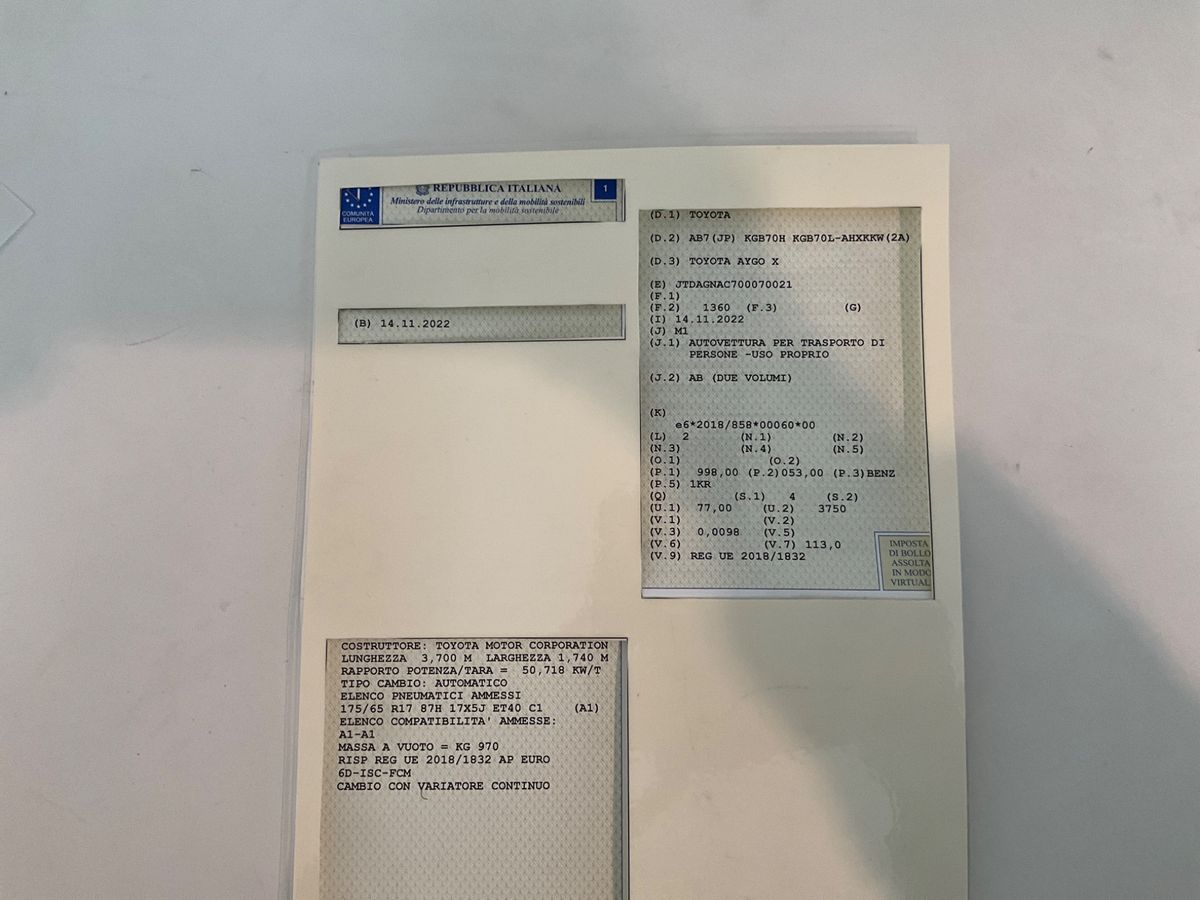 REPUBBLICA ITALIANA
1
Ministero delle infrastrutture e della mobilità sostenibili
Dipartimento per la mobilità sostenibile
COMUNITÀ
EUROPEA
(B) 14.11.2022
(D.1) TOYOTA
(D.2) AB7(JP) KGB70H KGB70L-AHXKKW(2A)
(D.3) TOYOTA AYGO X
(E) JTDAGNAC700070021
(F.1)
(F.2) 1360 (F.3) (G)
(I) 14.11.2022
(J) M1
(J.1) AUTOVETTURA PER TRASPORTO DI
PERSONE -USO PROPRIO
(J.2) AB (DUE VOLUMI)
(K)
e6*2018/858*00060*00
(L) 2 (N.1) (N.2)
(N.3) (N.4) (N.5)
(O.1) (O.2)
(P.1) 998,00 (P.2)053,00 (P.3)BENZ
(P.5) 1KR
(Q) (S.1) 4 (S.2)
(U.1) 77,00 (U.2) 3750
(V.1) (V.2)
(V.3) 0,0098 (V.5)
(V.6) (V.7) 113,0
(V.9) REG UE 2018/1832
IMPOSTA
DI BOLLO
ASSOLTA
IN MODO
VIRTUAL
COSTRUTTORE: TOYOTA MOTOR CORPORATION
LUNGHEZZA 3,700 M LARGHEZZA 1,740 M
RAPPORTO POTENZA/TARA = 50,718 KW/T
TIPO CAMBIO: AUTOMATICO
ELENCO PNEUMATICI AMMESSI
175/65 R17 87H 17X5J ET40 C1 (A1)
ELENCO COMPATIBILITA' AMMESSE:
A1-A1
MASSA A VUOTO = KG 970
RISP REG UE 2018/1832 AP EURO
6D-ISC-FCM
CAMBIO CON VARIATORE CONTINUO